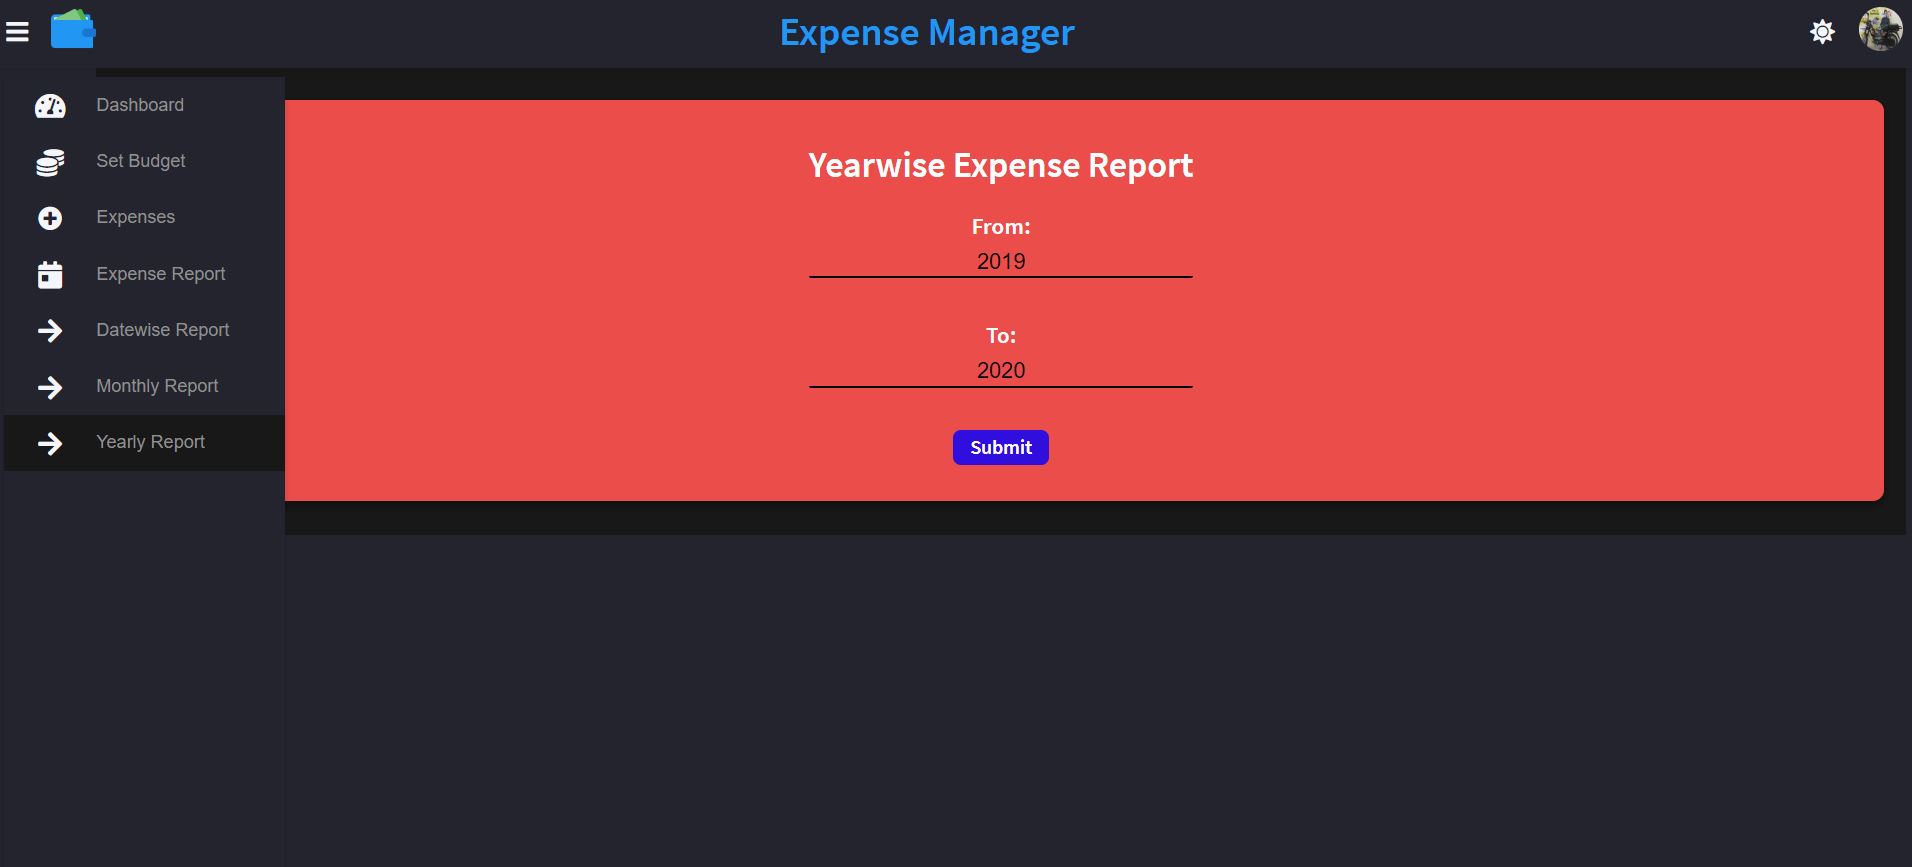 Expense Manager
Dashboard
Set Budget
Expenses
Expense Report
Datewise Report
Monthly Report
Yearly Report
Yearwise Expense Report
From:
2019
To:
2020
Submit